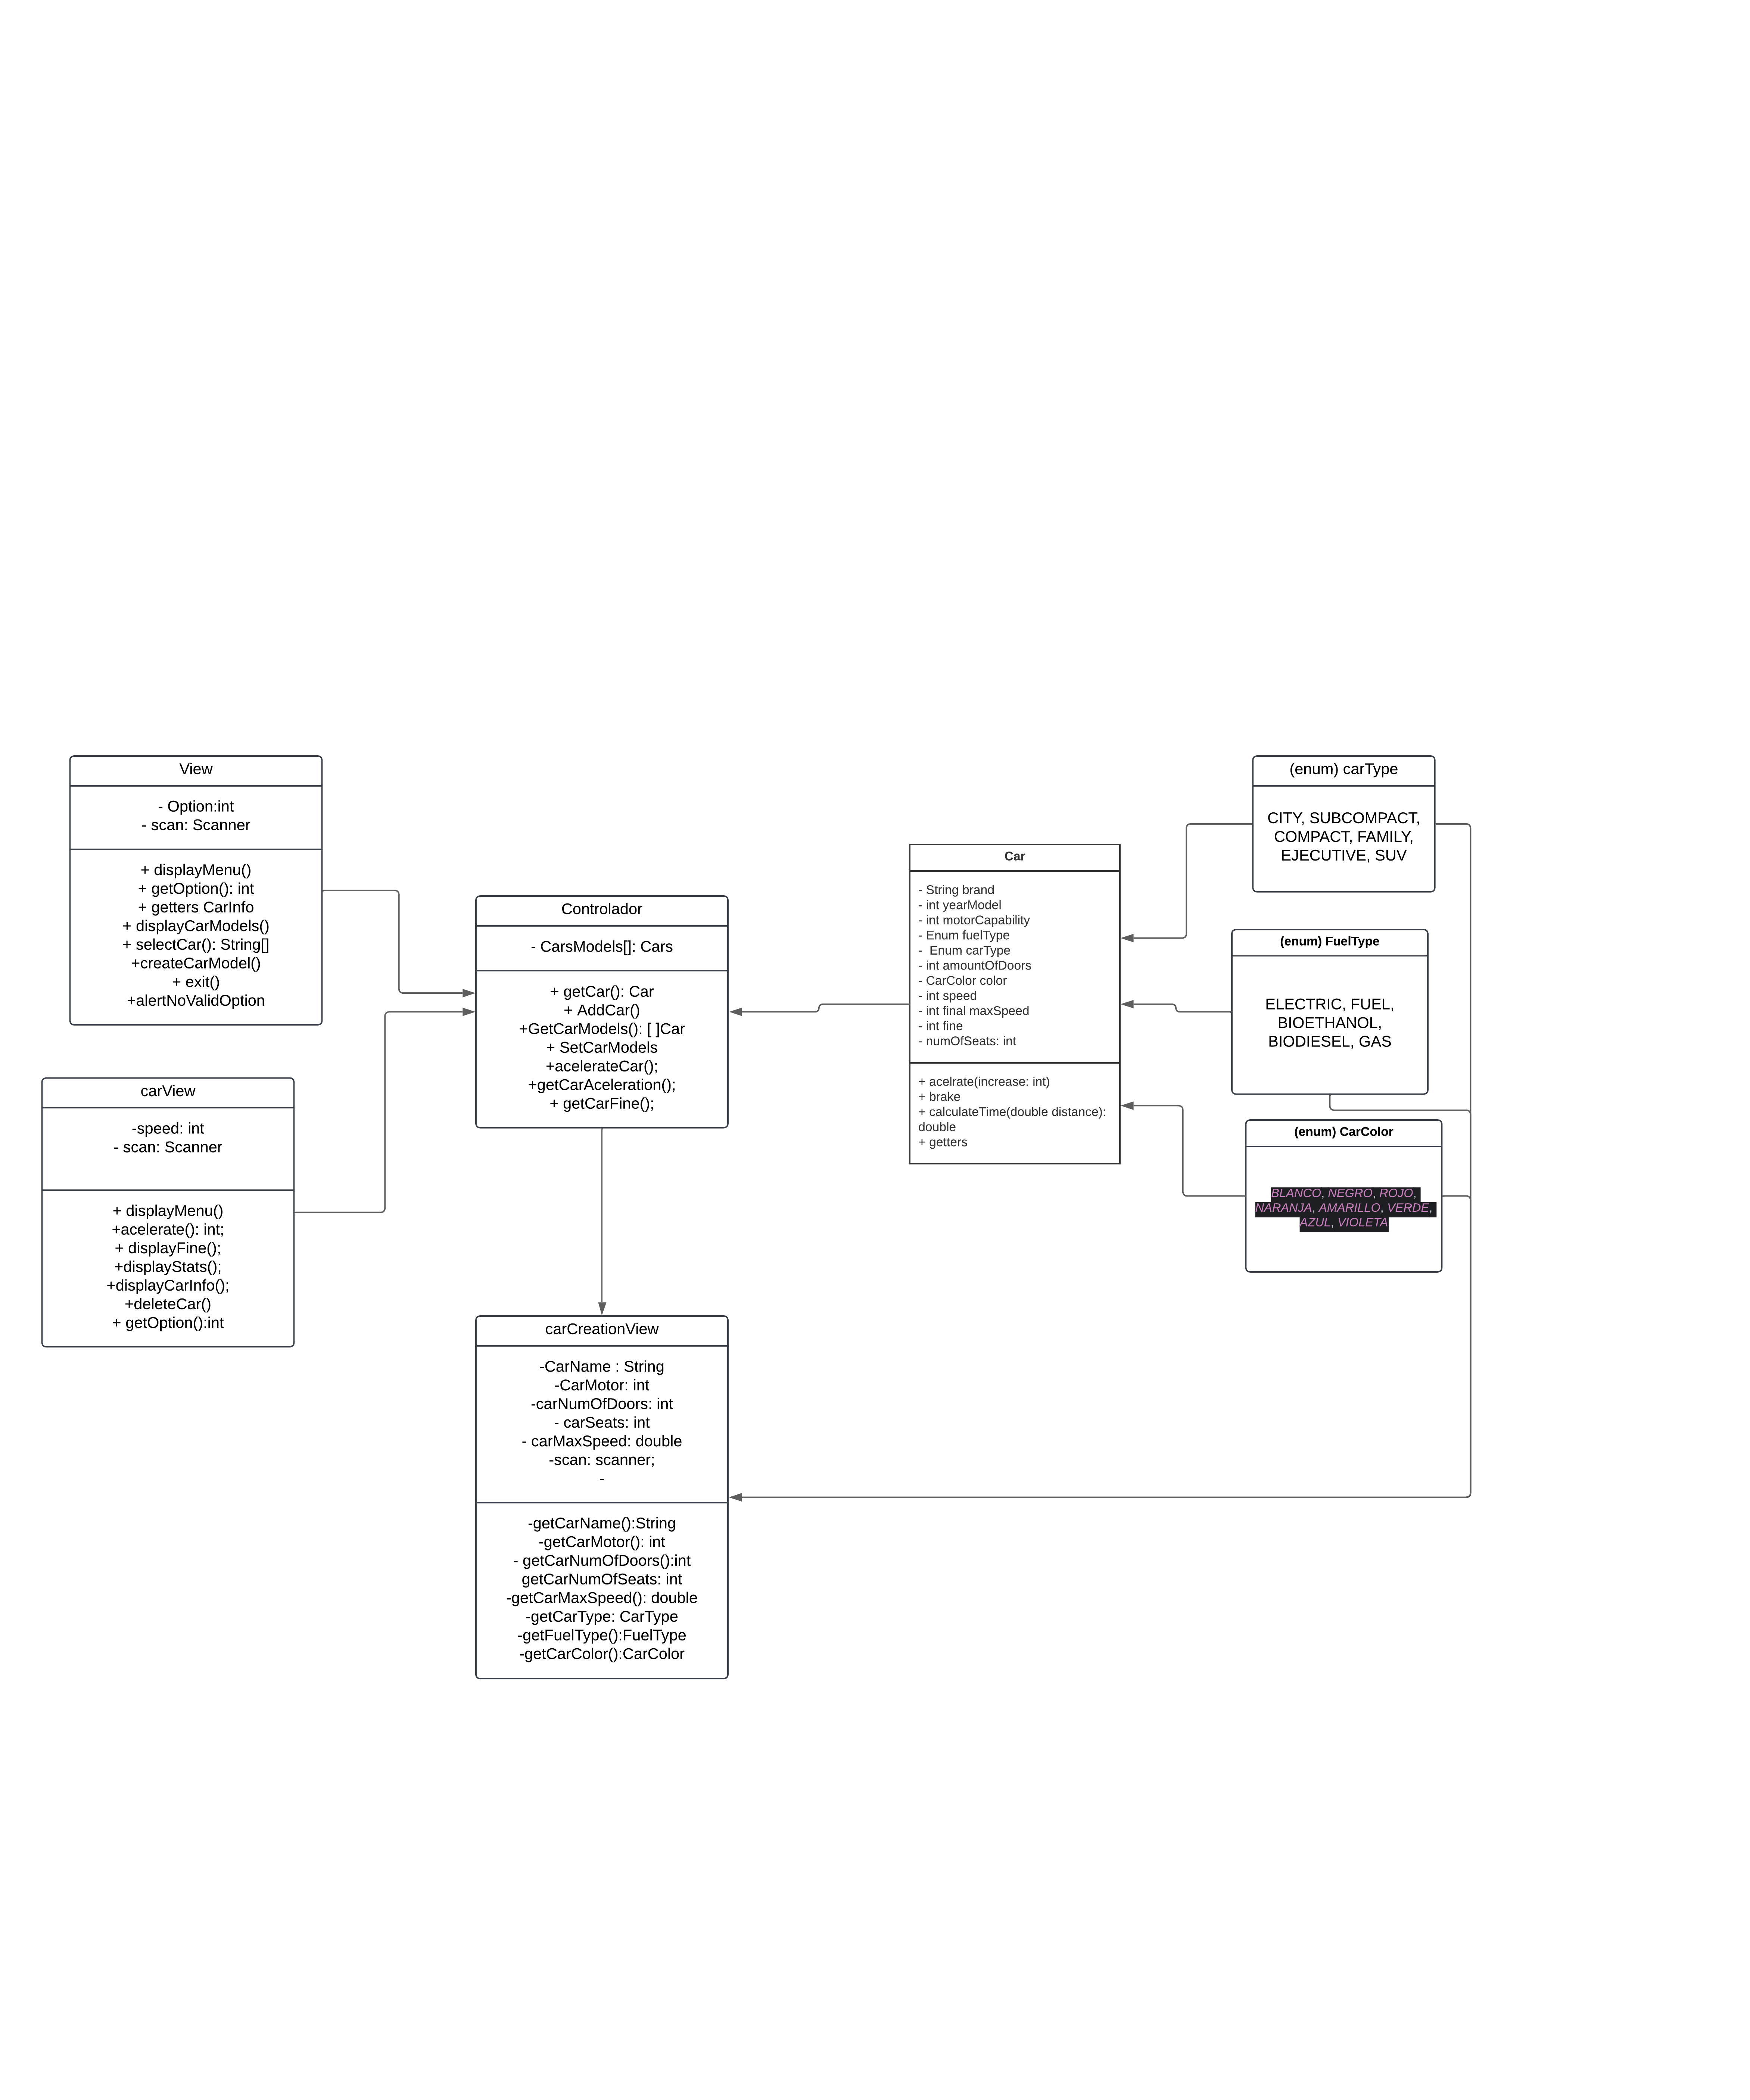 View
- Option:int
- scan: Scanner
+ displayMenu()
+ getOption(): int
+ getters CarInfo
+ displayCarModels()
+ selectCar(): String[]
+createCarModel()
+ exit()
+alertNoValidOption
carView
-speed: int
- scan: Scanner
+ displayMenu()
+acelerate(): int;
+ displayFine();
+displayStats();
+displayCarInfo();
+deleteCar()
+ getOption():int
Controlador
- CarsModels[]: Cars
+ getCar(): Car
+ AddCar()
+GetCarModels(): [ ]Car
+ SetCarModels
+acelerateCar();
+getCarAceleration();
+ getCarFine();
carCreationView
-CarName : String
-CarMotor: int
-carNumOfDoors: int
- carSeats: int
- carMaxSpeed: double
-scan: scanner;
-
-getCarName():String
-getCarMotor(): int
- getCarNumOfDoors():int
getCarNumOfSeats: int
-getCarMaxSpeed(): double
-getCarType: CarType
-getFuelType():FuelType
-getCarColor():CarColor
Car
- String brand
- int yearModel
- int motorCapability
- Enum fuelType
-  Enum carType
- int amountOfDoors
- CarColor color
- int speed
- int final maxSpeed
- int fine
- numOfSeats: int
+ acelrate(increase: int)
+ brake
+ calculateTime(double distance):
double
+ getters
(enum) carType
CITY, SUBCOMPACT,
COMPACT, FAMILY,
EJECUTIVE, SUV
(enum) FuelType
ELECTRIC, FUEL,
BIOETHANOL,
BIODIESEL, GAS
(enum) CarColor
BLANCO, NEGRO, ROJO,
NARANJA, AMARILLO, VERDE,
AZUL, VIOLETA